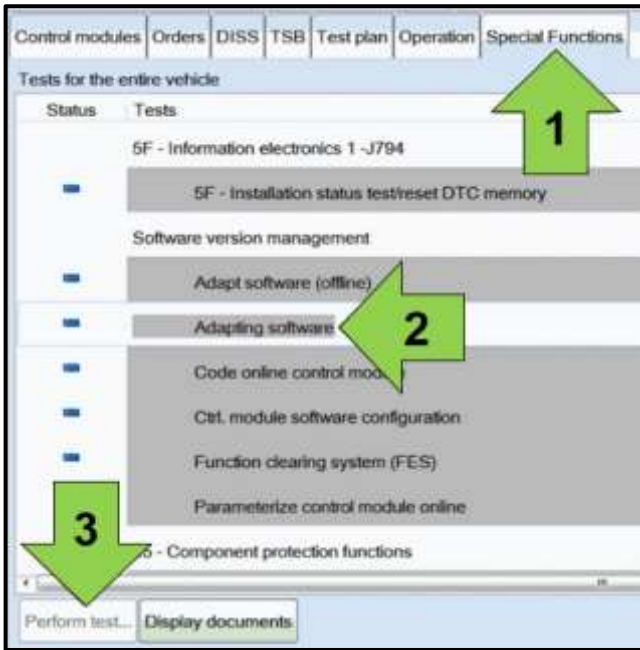 Control modules Orders DISS TSB Test plan Operation Special Functions
Tests for the entire vehicle
Status Tests
1
5F - Information electronics 1 -J794
5F - Installation status test/reset DTC memory
Software version management
Adapt software (offline)
Adapting software
2
Code online control
Ctrl. module software configuration
Function clearing system (FES)
Parameterize control module online
3
- Component protection functions
Perform test... Display documents